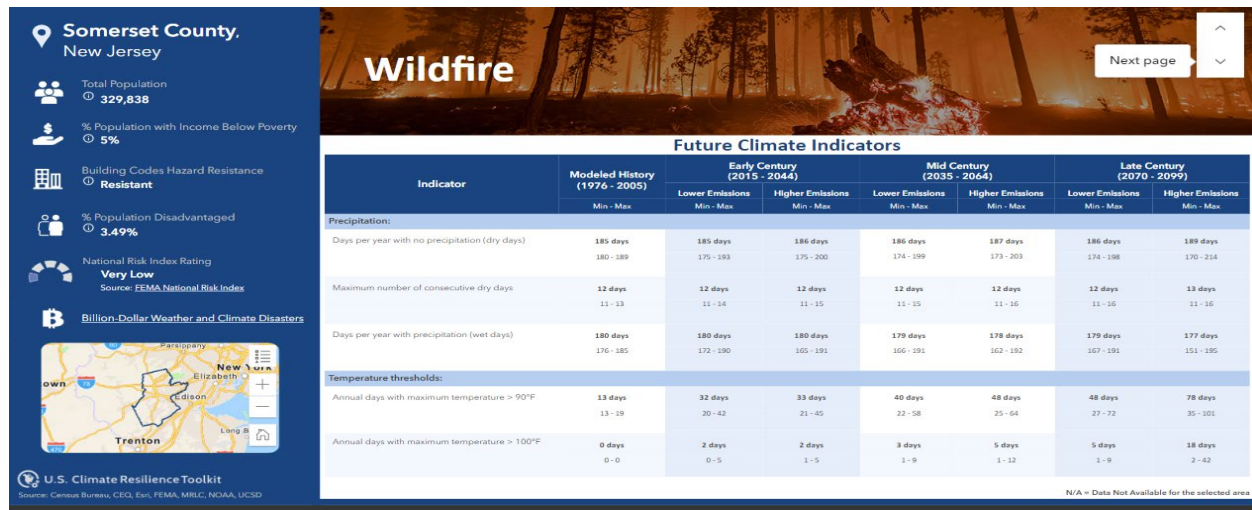 Somerset County,
New Jersey
Total Population
329,838
% Population with Income Below Poverty
5%
Building Codes Hazard Resistance
Resistant
% Population Disadvantaged
3.49%
National Risk Index Rating
Very Low
Source: FEMA National Risk Index
Billion-Dollar Weather and Climate Disasters
Parsippany
New York
Elizabeth
own
78
Edison
Long B
Trenton
U.S. Climate Resilience Toolkit
Source: Census Bureau, CEQ, Esri, FEMA, MRLC, NOAA, UCSD
Wildfire
Next page
Future Climate Indicators
Indicator
Modeled History
(1976 - 2005)
Early Century
(2015 - 2044)
Mid Century
(2035 - 2064)
Late Century
(2070 - 2099)
Lower Emissions Higher Emissions Lower Emissions Higher Emissions Lower Emissions Higher Emissions
Min - Max Min - Max Min - Max Min - Max Min - Max Min - Max Min - Max
Precipitation:
Days per year with no precipitation (dry days) 185 days 185 days 186 days 186 days 187 days 186 days 189 days
180 - 189 175 - 193 175 - 200 174 - 199 173 - 203 174 - 198 170 - 214
Maximum number of consecutive dry days 12 days 12 days 12 days 12 days 12 days 12 days 13 days
11 - 13 11 - 14 11 - 15 11 - 15 11 - 16 11 - 16 11 - 16
Days per year with precipitation (wet days) 180 days 180 days 180 days 179 days 178 days 179 days 177 days
176 - 185 172 - 190 165 - 191 166 - 191 162 - 192 167 - 191 151 - 195
Temperature thresholds:
Annual days with maximum temperature > 90°F 13 days 32 days 33 days 40 days 48 days 48 days 78 days
13 - 19 20 - 42 21 - 45 22 - 58 25 - 64 27 - 72 35 - 101
Annual days with maximum temperature > 100°F 0 days 2 days 2 days 3 days 5 days 5 days 18 days
0 - 0 0 - 5 1 - 5 1 - 9 1 - 12 1 - 9 2 - 42
N/A = Data Not Available for the selected area